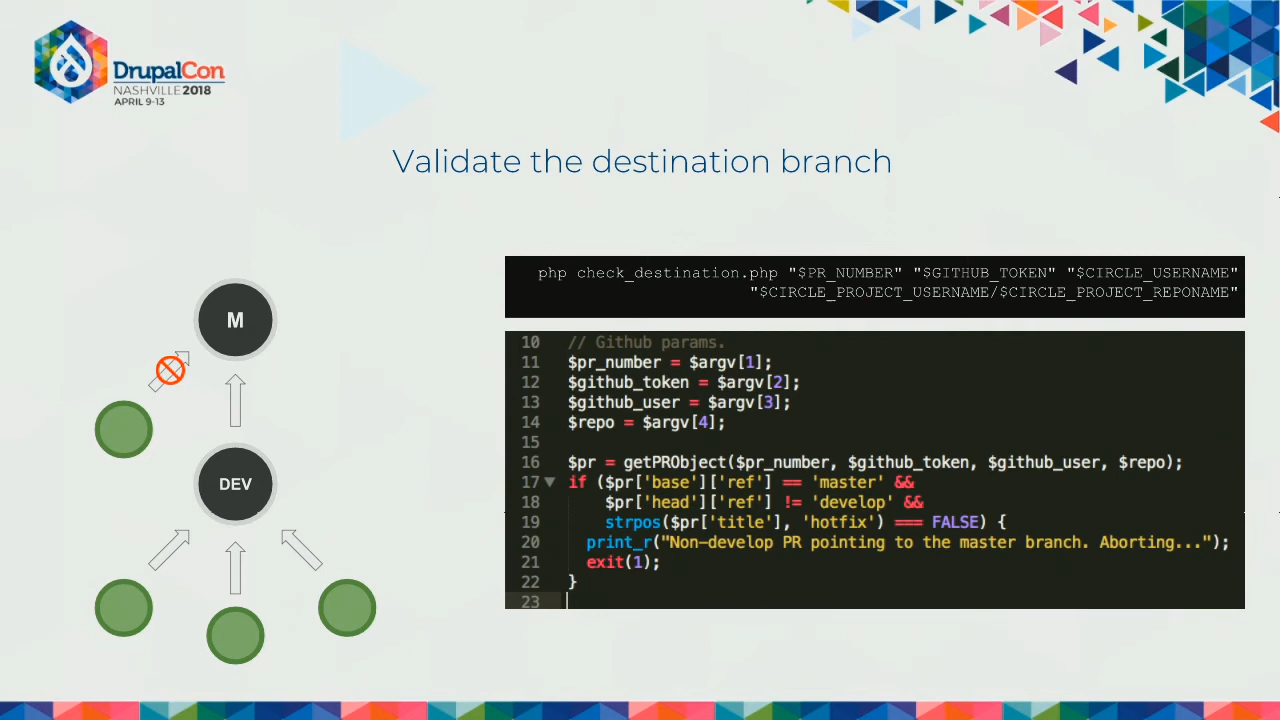 DrupalCon
NASHVILLE 2018
APRIL 9-13
Validate the destination branch
M
DEV
php check_destination.php "$PR_NUMBER" "$GITHUB_TOKEN" "$CIRCLE_USERNAME"
"$CIRCLE_PROJECT_USERNAME/$CIRCLE_PROJECT_REPONAME"
10 // Github params.
11 $pr_number = $argv[1];
12 $github_token = $argv[2];
13 $github_user = $argv[3];
14 $repo = $argv[4];
15
16 $pr = getPRObject($pr_number, $github_token, $github_user, $repo);
17 if ($pr['base']['ref'] == 'master' &&
18 $pr['head']['ref'] != 'develop' &&
19 strpos($pr['title'], 'hotfix') === FALSE) {
20 print_r("Non-develop PR pointing to the master branch. Aborting...");
21 exit(1);
22 }
23